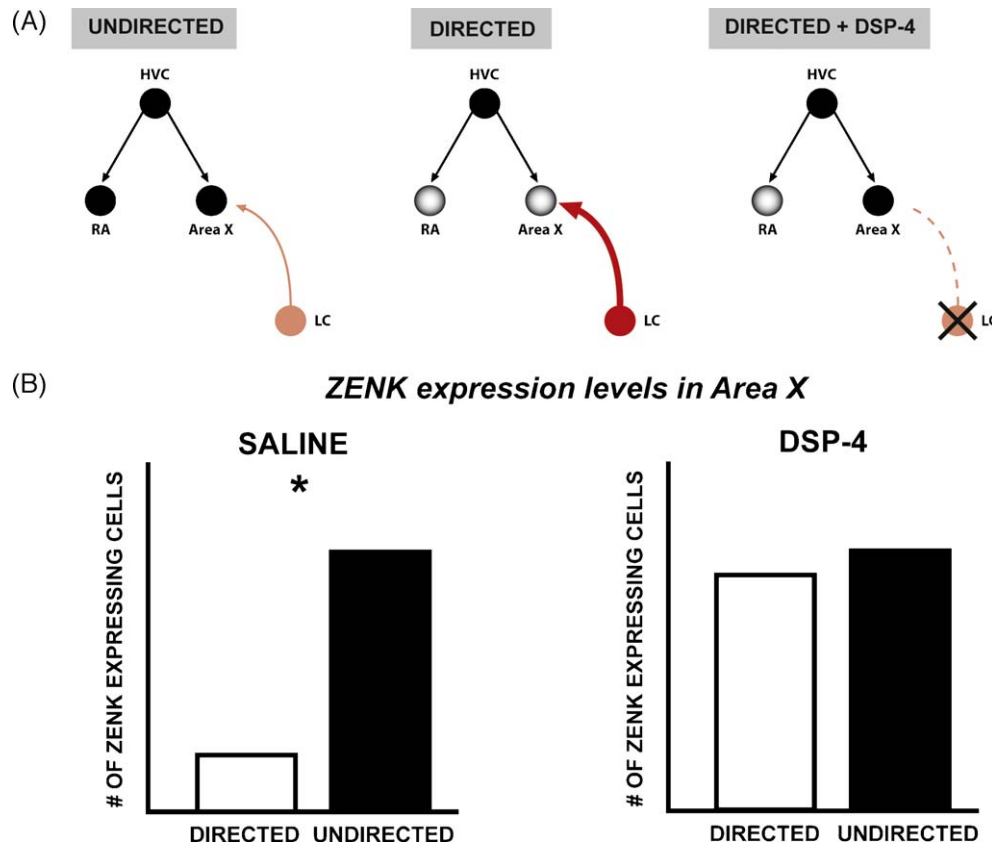 (A)
UNDIRECTED
DIRECTED
DIRECTED + DSP-4
HVC
HVC
HVC
RA
Area X
RA
Area X
RA
Area X
LC
LC
LC
(B)
ZENK expression levels in Area X
SALINE
DSP-4
*
# OF ZENK EXPRESSING CELLS
# OF ZENK EXPRESSING CELLS
DIRECTED
UNDIRECTED
DIRECTED
UNDIRECTED